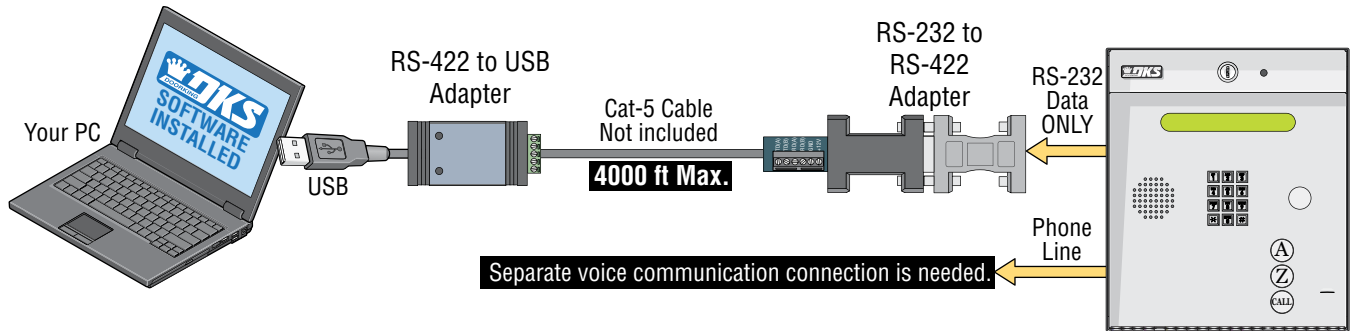 Your PC
DOORKING
DKS
SOFTWARE
INSTALLED
USB
RS-422 to USB
Adapter
Cat-5 Cable
Not included
4000 ft Max.
RS-232 to
RS-422
Adapter
GND
+12V
RS-232
Data
ONLY
Phone
Line
Separate voice communication connection is needed.
DKS
A
Z
CALL